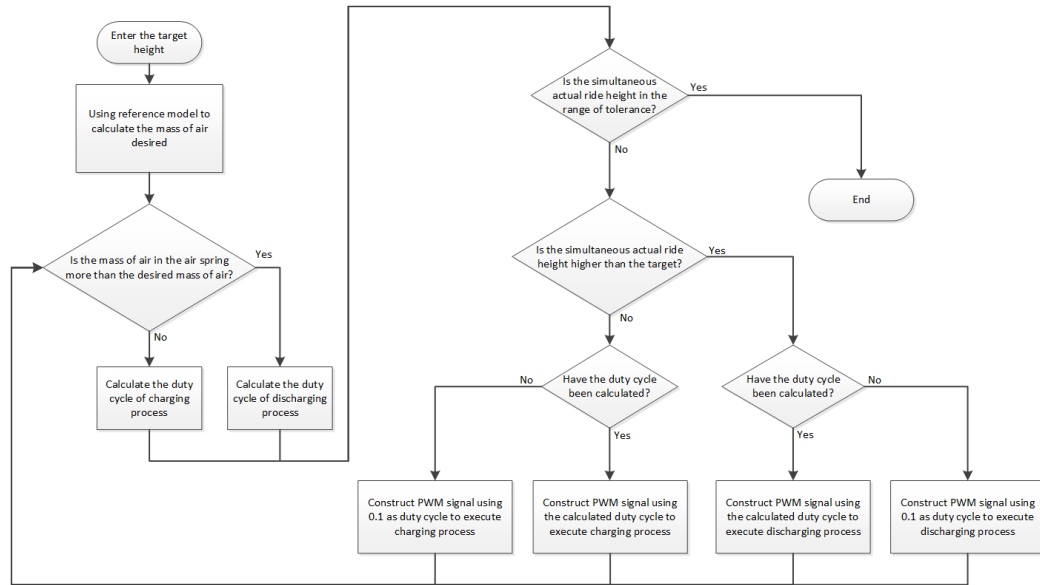 Enter the target
height
Using reference model to
calculate the mass of air
desired
Is the mass of air in the air spring
more than the desired mass of air?
Yes
No
Calculate the duty
cycle of charging
process
Calculate the duty
cycle of discharging
process
Is the simultaneous
actual ride height in the
range of tolerance?
Yes
No
End
Is the simultaneous actual ride
height higher than the target?
Yes
No
Have the duty cycle
been calculated?
No
Yes
Have the duty cycle
been calculated?
No
Yes
Construct PWM signal using
0.1 as duty cycle to execute
charging process
Construct PWM signal using
the calculated duty cycle to
execute charging process
Construct PWM signal using
the calculated duty cycle to
execute discharging process
Construct PWM signal using
0.1 as duty cycle to execute
discharging process